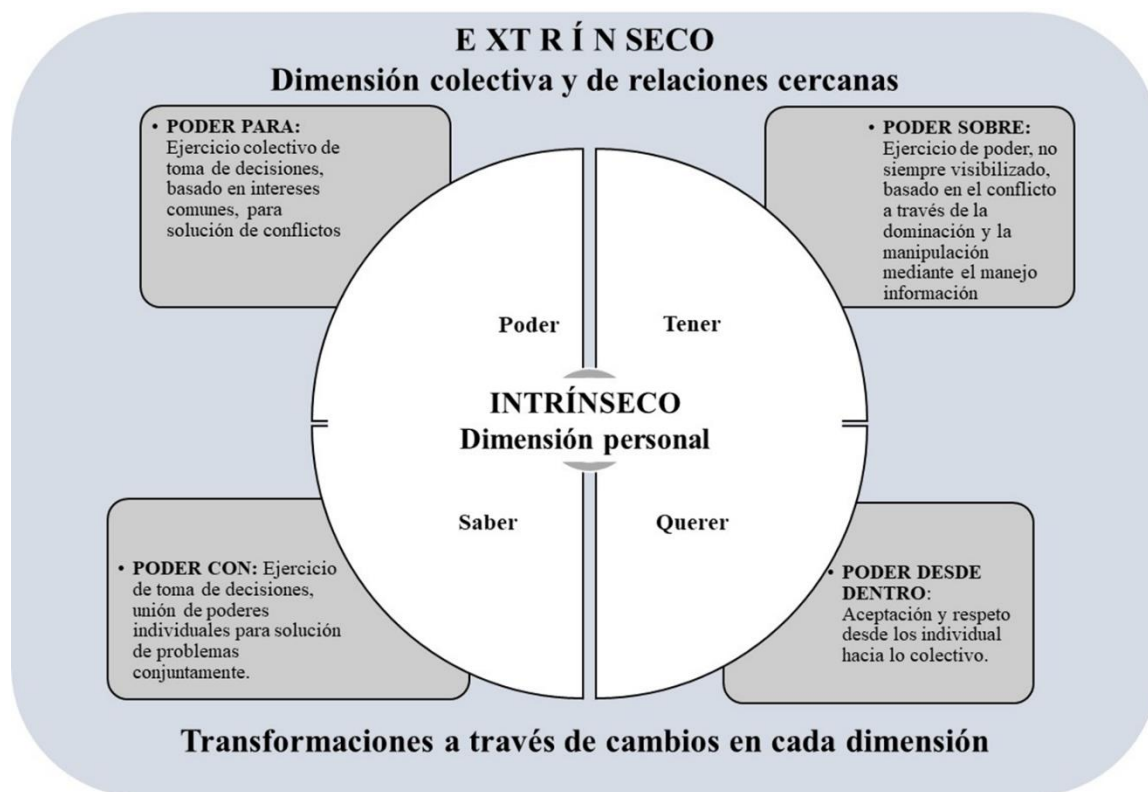 E XT R Í N SECO
Dimensión colectiva y de relaciones cercanas
• PODER PARA:
Ejercicio colectivo de
toma de decisiones,
basado en intereses
comunes, para
solución de conflictos
• PODER SOBRE:
Ejercicio de poder, no
siempre visibilizado,
basado en el conflicto
a través de la
dominación y la
manipulación
mediante el manejo
información
Poder
Tener
INTRÍNSECO
Dimensión personal
Saber
Querer
• PODER CON: Ejercicio
de toma de decisiones,
unión de poderes
individuales para solución
de problemas
conjuntamente.
• PODER DESDE
DENTRO:
Aceptación y respeto
desde los individual
hacia lo colectivo.
Transformaciones a través de cambios en cada dimensión